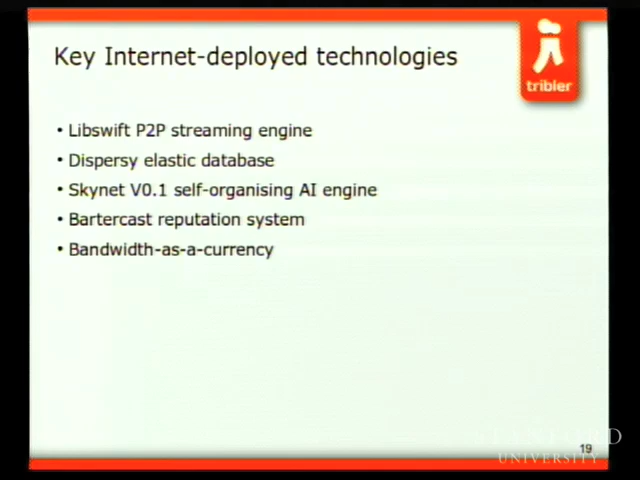 Key Internet-deployed technologies
tribler
• Libswift P2P streaming engine
• Dispersy elastic database
• Skynet V0.1 self-organising AI engine
• Bartercast reputation system
• Bandwidth-as-a-currency
19
UNIVERSITY